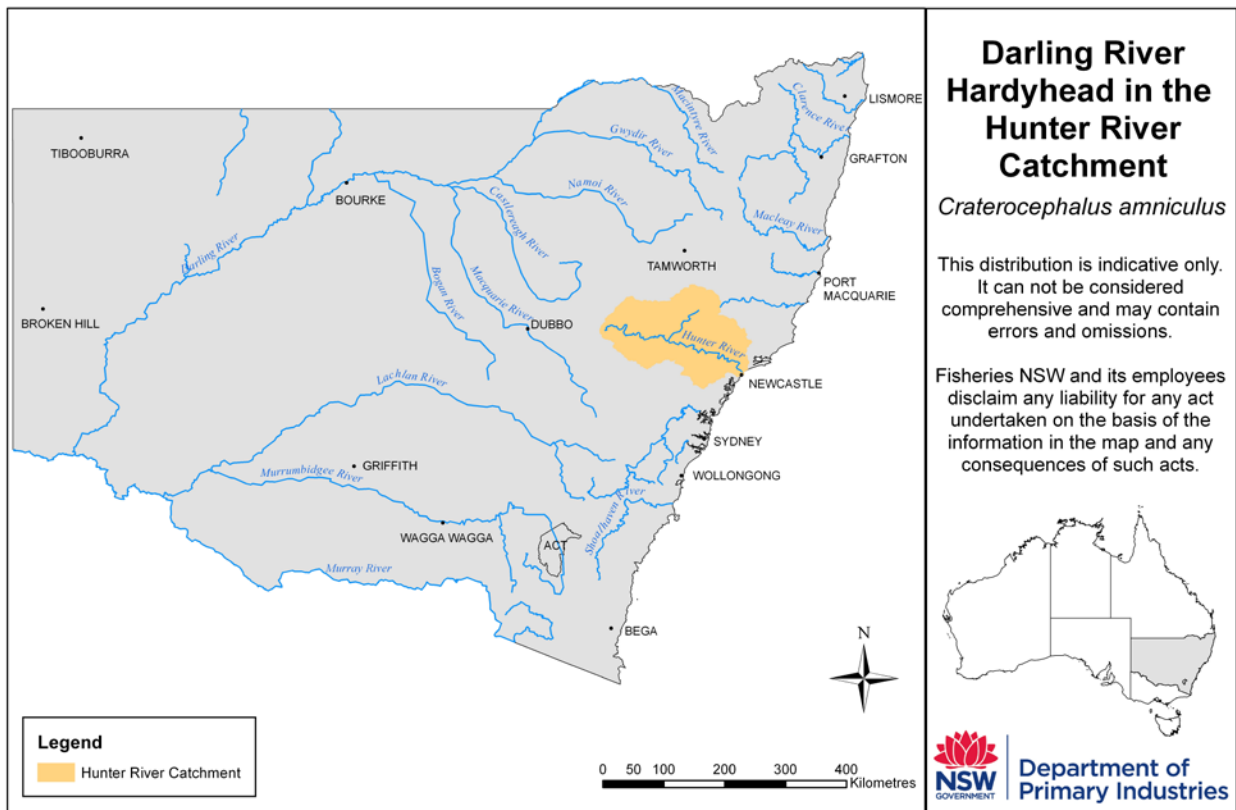 Darling River
Hardyhead in the
Hunter River
Catchment
Craterocephalus amniculus
This distribution is indicative only.
It can not be considered
comprehensive and may contain
errors and omissions.
Fisheries NSW and its employees
disclaim any liability for any act
undertaken on the basis of the
information in the map and any
consequences of such acts.
NSW
GOVERNMENT
Department of
Primary Industries
LISMORE
Clarence River
Macintyre River
TIBOOBURRA
Gwydir River
GRAFTON
BOURKE
Namoi River
Castlereagh River
Macleay River
Darling River
TAMWORTH
Bogan River
Macquarie River
PORT
MACQUARIE
BROKEN HILL
DUBBO
Hunter River
NEWCASTLE
Lachlan River
SYDNEY
GRIFFITH
Murrumbidgee River
WOLLONGONG
Shoalhaven River
WAGGA WAGGA
ACT
Murray River
BEGA
N
Legend
Hunter River Catchment
0 50 100 200 300 400
Kilometres